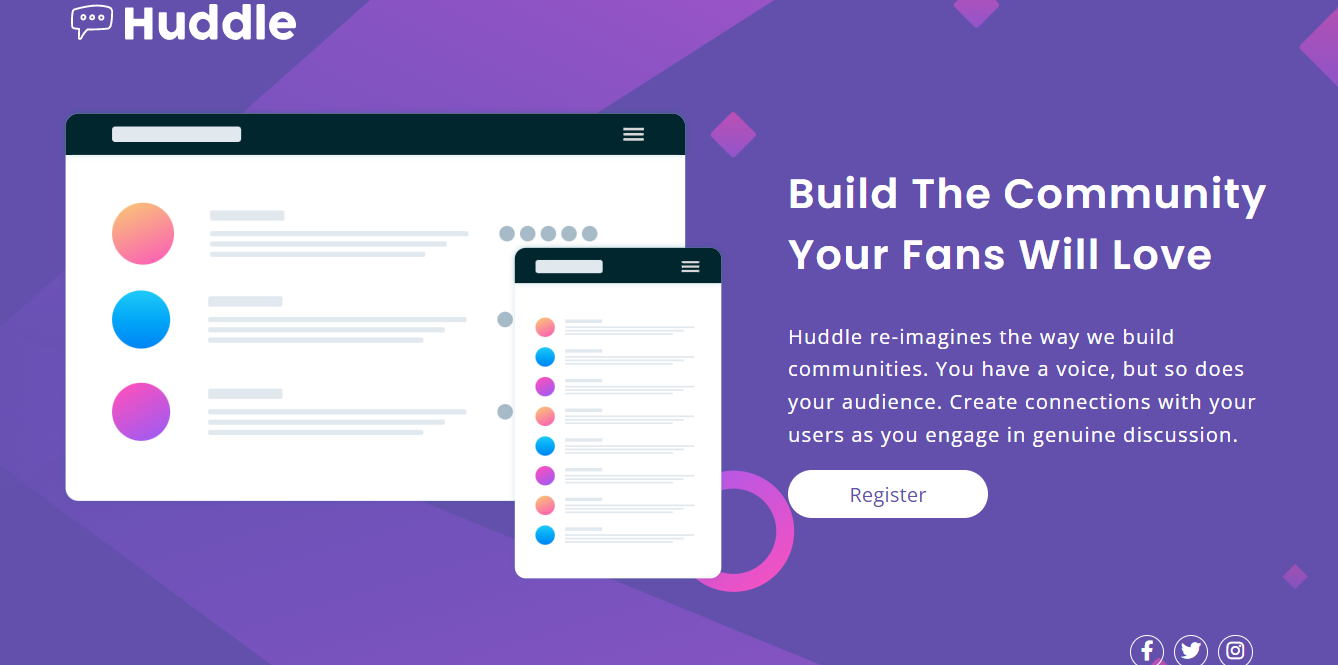 Huddle
Build The Community
Your Fans Will Love
Huddle re-imagines the way we build
communities. You have a voice, but so does
your audience. Create connections with your
users as you engage in genuine discussion.
Register